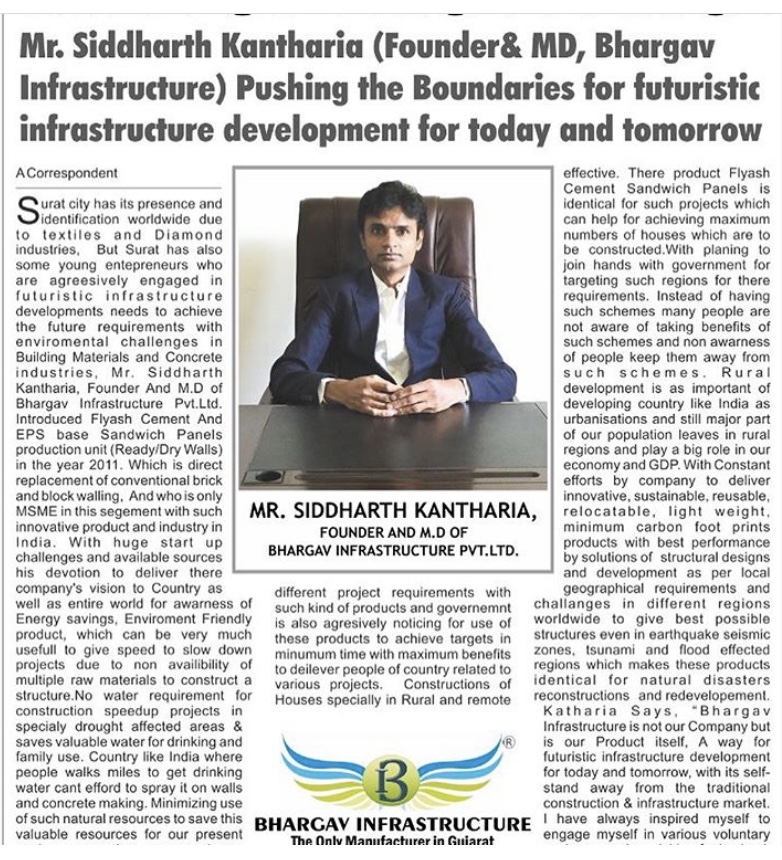 Mr. Siddharth Kantharia (Founder& MD, Bhargav
Infrastructure) Pushing the Boundaries for futuristic
infrastructure development for today and tomorrow
A Correspondent
Surat city has its presence and
identification worldwide due
to textiles and Diamond
industries, But Surat has also
some young entepreneurs who
are agreesively engaged in
futuristic infrastructure
developments needs to achieve
the future requirements with
enviromental challenges in
Building Materials and Concrete
industries, Mr. Siddharth
Kantharia, Founder And M.D of
Bhargav Infrastructure Pvt.Ltd.
Introduced Flyash Cement And
EPS base Sandwich Panels
production unit (Ready/Dry Walls)
in the year 2011. Which is direct
replacement of conventional brick
and block walling, And who is only
MSME in this segement with such
innovative product and industry in
India. With huge start up
challenges and available sources
his devotion to deliver there
company's vision to Country as
well as entire world for awarness of
Energy savings, Enviroment Friendly
product, which can be very much
usefull to give speed to slow down
projects due to non availibility of
multiple raw materials to construct a
structure.No water requirement for
construction speedup projects in
specialy drought affected areas &
saves valuable water for drinking and
family use. Country like India where
people walks miles to get drinking
water cant effort to spray it on walls
and concrete making. Minimizing use
of such natural resources to save this
valuable resources for our present
MR. SIDDHARTH KANTHARIA,
FOUNDER AND M.D OF
BHARGAV INFRASTRUCTURE PVT.LTD.
different project requirements with
such kind of products and governemnt
is also agresively noticing for use of
these products to achieve targets in
minumum time with maximum benefits
to deilever people of country related to
various projects. Constructions of
Houses specially in Rural and remote
B ®
BHARGAV INFRASTRUCTURE
The Only Manufacturer in Gujarat
effective. There product Flyash
Cement Sandwich Panels is
identical for such projects which
can help for achieving maximum
numbers of houses which are to
be constructed.With planing to
join hands with government for
targeting such regions for there
requirements. Instead of having
such schemes many people are
not aware of taking benefits of
such schemes and non awarness
of people keep them away from
such schemes. Rural
development is as important of
developing country like India as
urbanisations and still major part
of our population leaves in rural
regions and play a big role in our
economy and GDP. With Constant
efforts by company to deliver
innovative, sustainable, reusable,
relocatable, light weight,
minimum carbon foot prints
products with best performance
by solutions of structural designs
and development as per local
geographical requirements and
challenges in different regions
worldwide to give best possible
structures even in earthquake seismic
zones, tsunami and flood effected
regions which makes these products
identical for natural disasters
reconstructions and redevelopement.
Katharia Says, "Bhargav
Infrastructure is not our Company but
is our Product itself, A way for
futuristic infrastructure development
for today and tomorrow, with its self-
stand away from the traditional
construction & infrastructure market.
I have always inspired myself to
engage myself in various voluntary